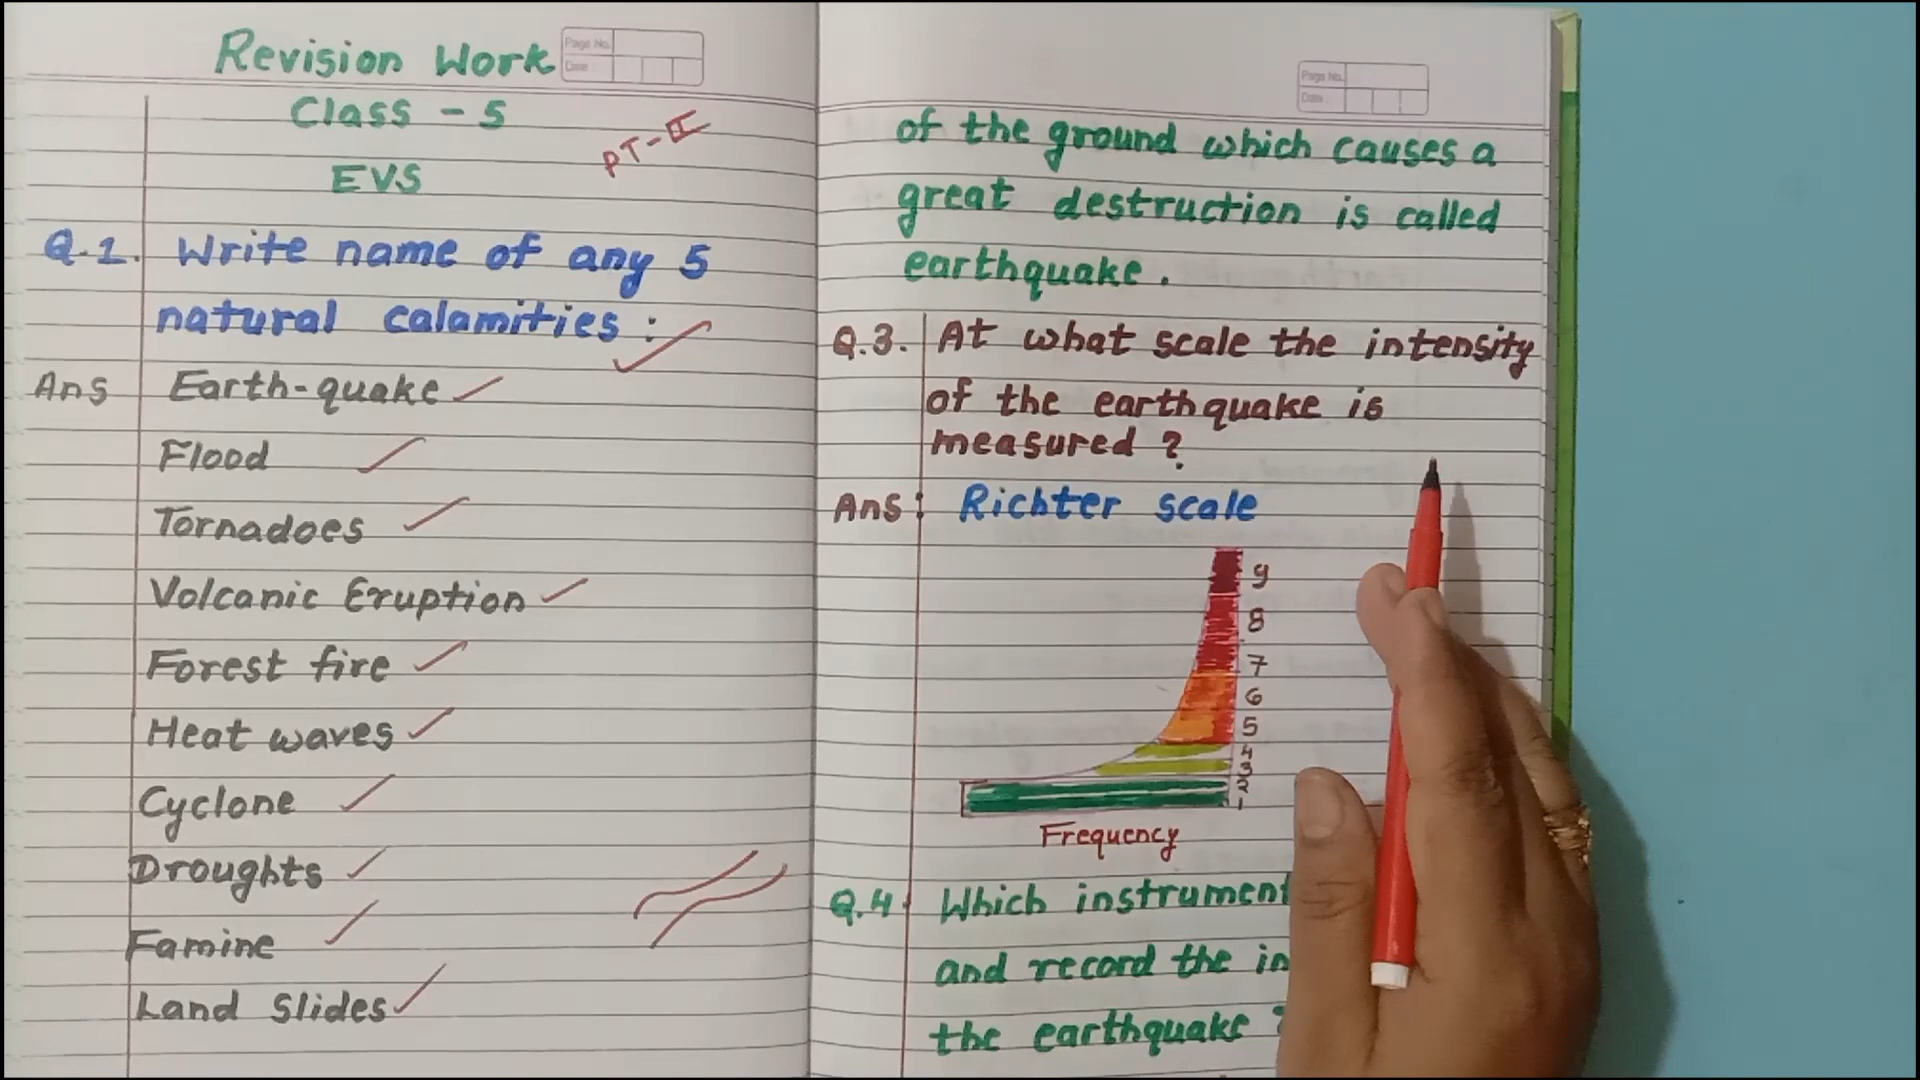 Revision Work
Page No.
Date
Class - 5
PT-II
EVS
Q.1. Write name of any 5
natural calamities :
Ans Earth-quake
Flood
Tornadoes
Volcanic Eruption
Forest fire
Heat waves
Cyclone
Droughts
Famine
Land Slides
Page No.
Date
of the ground which causes a
great destruction is called
earthquake.
Q.3. At what scale the intensity
of the earthquake is
measured ?
Ans: Richter scale
9
8
7
6
5
4
3
2
1
Frequency
Q.4. Which instrument
and record the
the earthquake ?